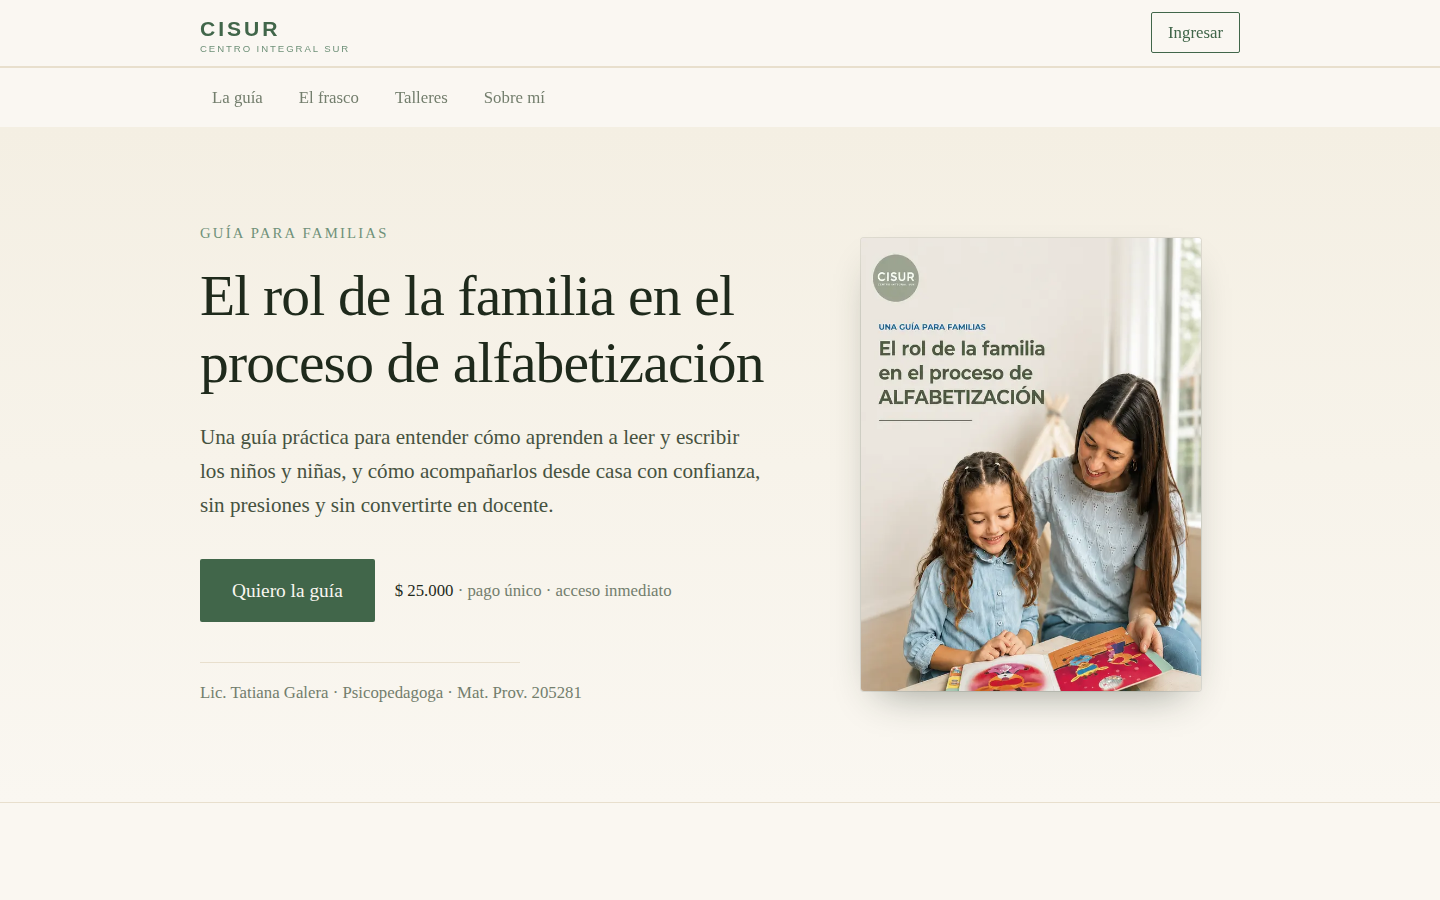 CISUR
CENTRO INTEGRAL SUR
Ingresar
La guía
El frasco
Talleres
Sobre mí
GUÍA PARA FAMILIAS
El rol de la familia en el
proceso de alfabetización
Una guía práctica para entender cómo aprenden a leer y escribir
los niños y niñas, y cómo acompañarlos desde casa con confianza,
sin presiones y sin convertirte en docente.
Quiero la guía
$ 25.000 · pago único · acceso inmediato
Lic. Tatiana Galera · Psicopedagoga · Mat. Prov. 205281
CISUR
UNA GUÍA PARA FAMILIAS
El rol de la familia
en el proceso de
ALFABETIZACIÓN